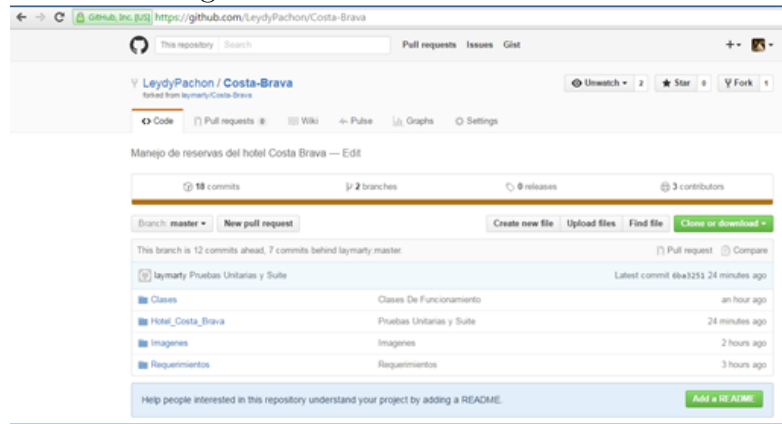 GitHub, Inc. [US] https://github.com/LeydyPachon/Costa-Brava
This repository Search Pull requests Issues Gist
LeydyPachon / Costa-Brava Unwatch 2 Star 0 Fork 1
forked from laymarty/Costa-Brava
Code Pull requests 0 Wiki Pulse Graphs Settings
Manejo de reservas del hotel Costa Brava — Edit
18 commits 2 branches 0 releases 3 contributors
Branch: master New pull request Create new file Upload files Find file Clone or download
This branch is 12 commits ahead, 7 commits behind laymarty:master. Pull request Compare
laymarty Pruebas Unitarias y Suite Latest commit 6ba3251 24 minutes ago
Clases Clases De Funcionamiento an hour ago
Hotel_Costa_Brava Pruebas Unitarias y Suite 24 minutes ago
Imagenes Imagenes 2 hours ago
Requerimientos Requerimientos 3 hours ago
Help people interested in this repository understand your project by adding a README. Add a README